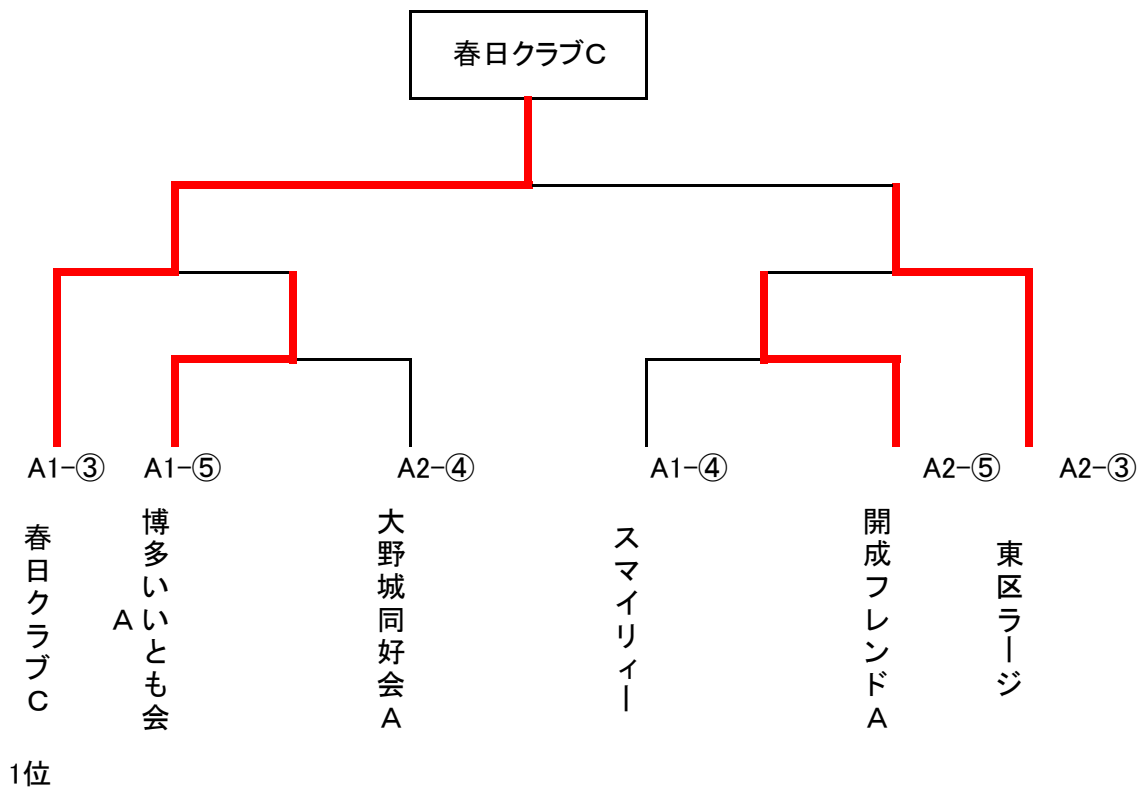 春日クラブC
A1-③
A1-⑤
A2-④
A1-④
A2-⑤
A2-③
春日クラブC
博多いいとも会
A
大野城同好会A
スマイリィー
開成フレンドA
東区ラージ
1位